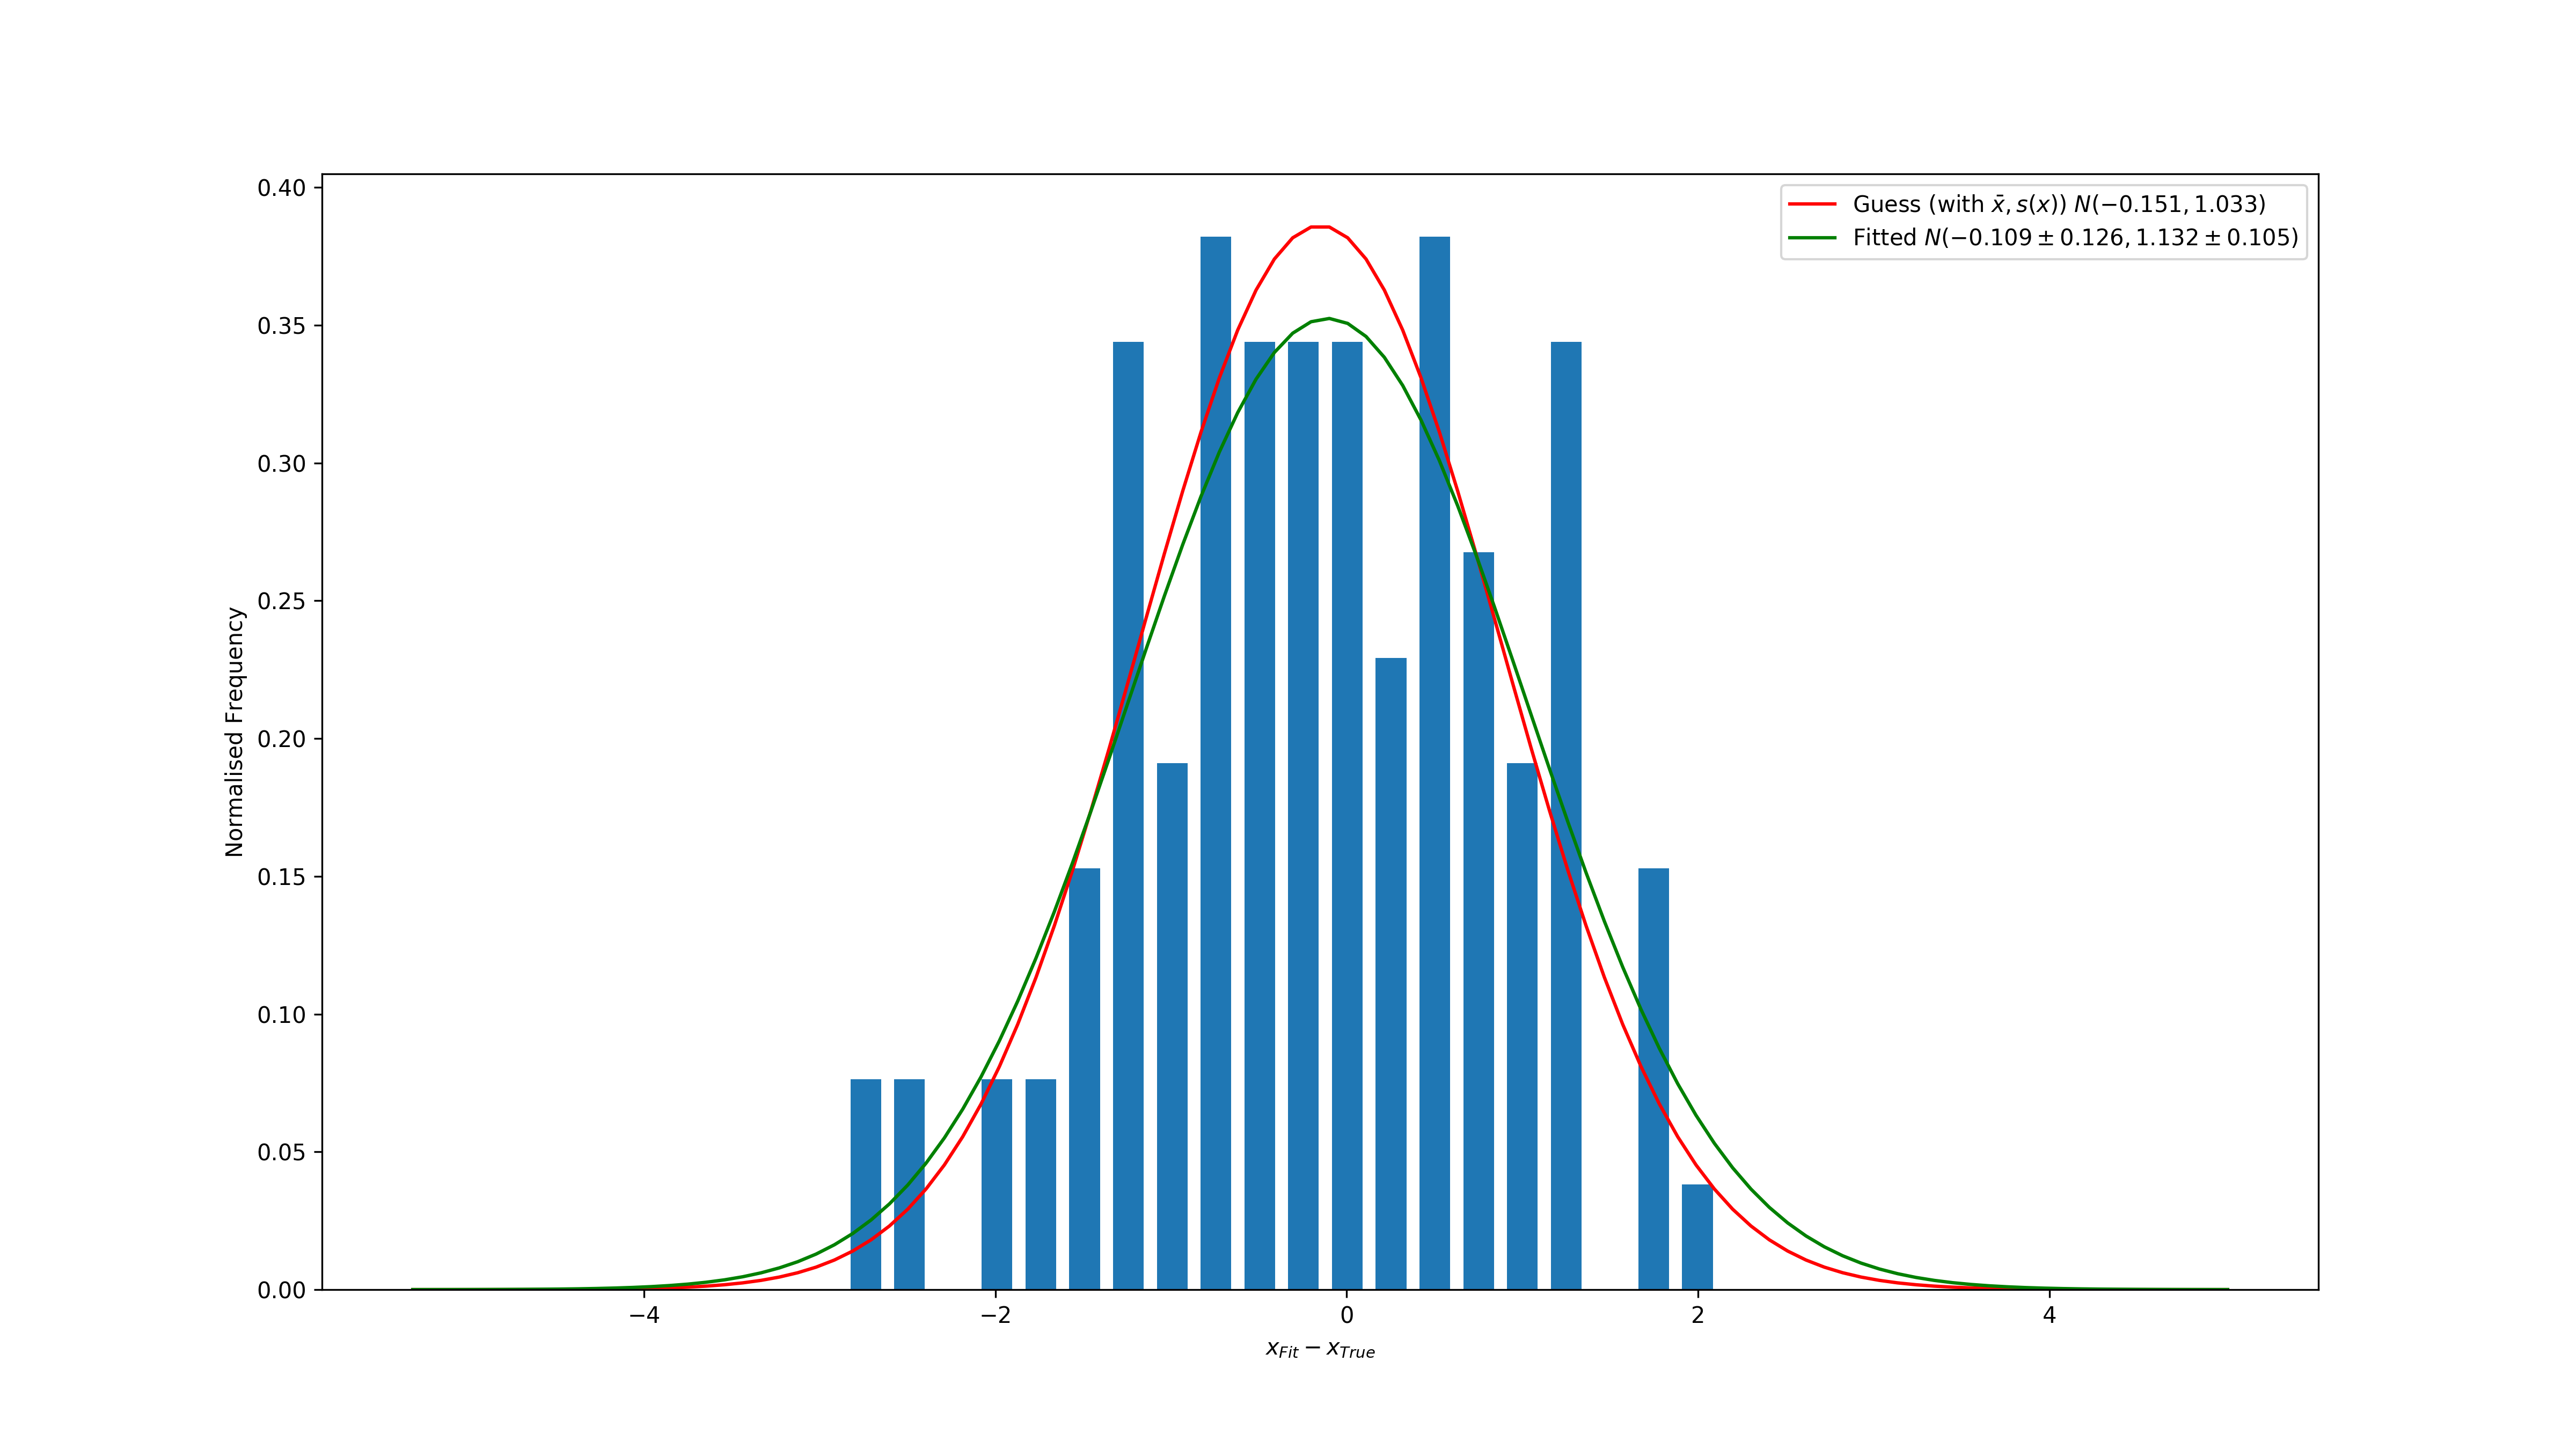 0.40
0.35
0.30
0.25
0.20
0.15
0.10
0.05
0.00
Normalised Frequency
Guess (with x̄, s(x)) N(−0.151, 1.033)
Fitted N(−0.109 ± 0.126, 1.132 ± 0.105)
−4 −2 0 2 4
x_Fit − x_True